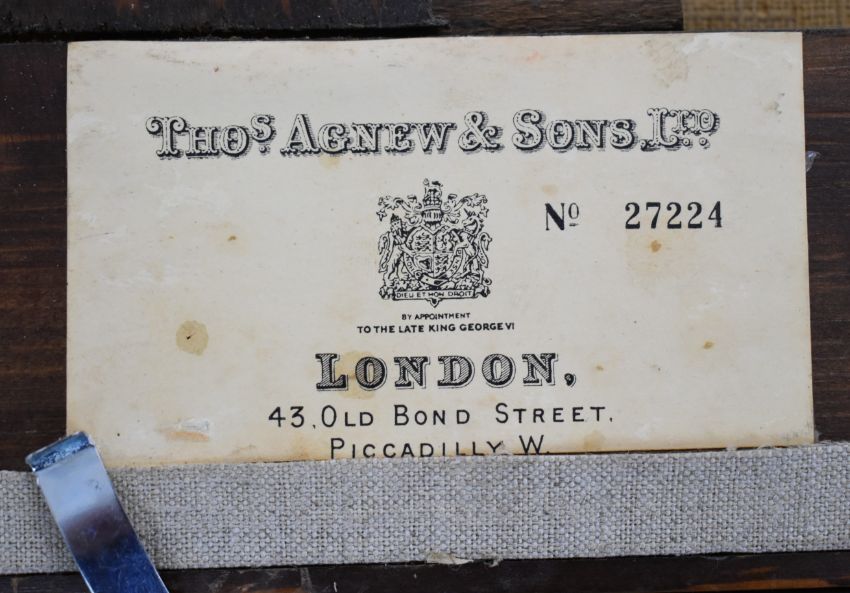 THOS AGNEW & SONS, LTD
No 27224
DIEU ET MON DROIT
BY APPOINTMENT
TO THE LATE KING GEORGE VI
LONDON,
43, OLD BOND STREET,
PICCADILLY W.